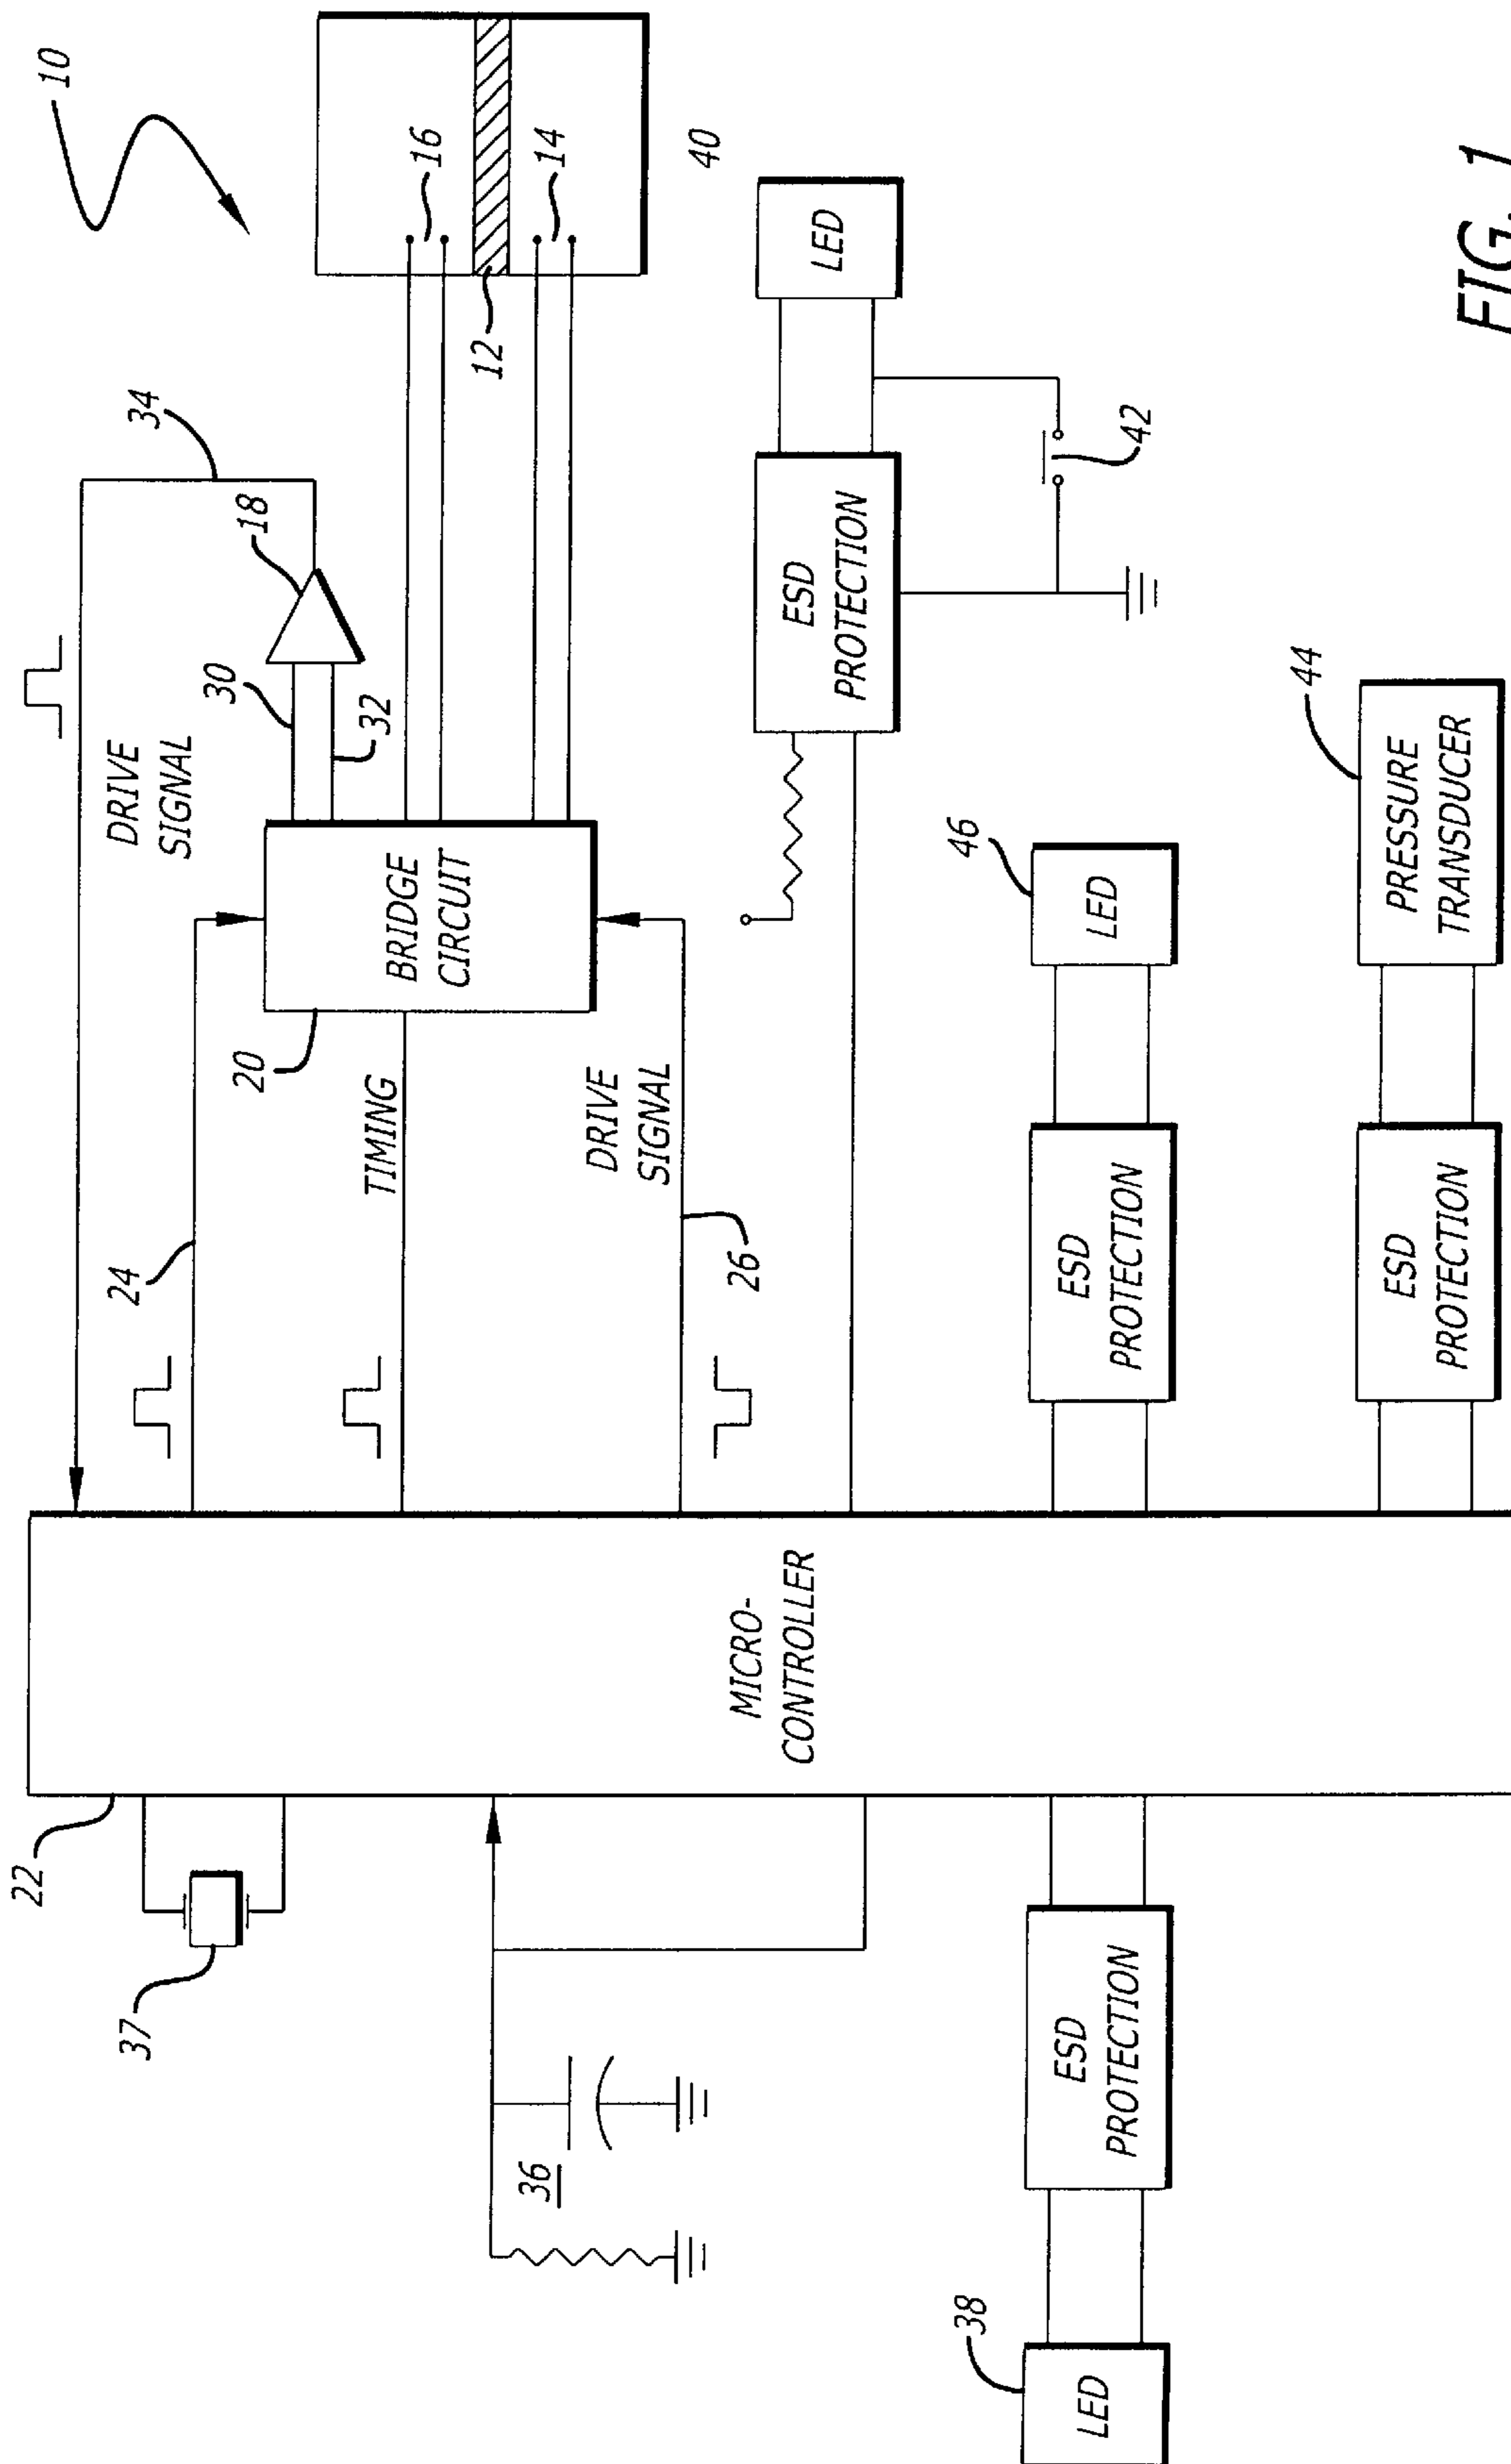 10
34
DRIVE
SIGNAL
30
18
32
16
12
14
40
24
20
BRIDGE
CIRCUIT
TIMING
DRIVE
SIGNAL
26
22
37
36
MICRO-
CONTROLLER
ESD
PROTECTION
LED
42
38
LED
ESD
PROTECTION
ESD
PROTECTION
46
LED
ESD
PROTECTION
44
PRESSURE
TRANSDUCER
FIG. 1